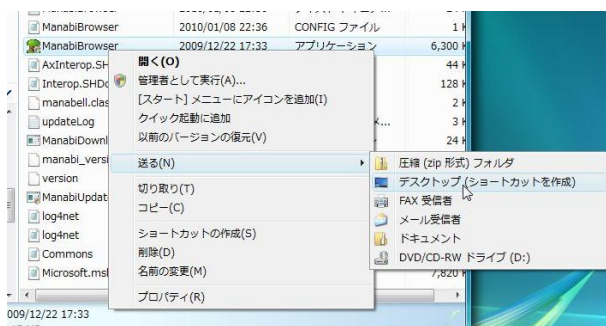 ManabiBrowser 2010/01/08 22:36 CONFIG ファイル 1 K
ManabiBrowser 2009/12/22 17:33 アプリケーション 6,300 K
AxInterop.SH 44 K
Interop.SHDo 128 K
manabell.clas 2 K
updateLog メ... 3 K
ManabiDownl 24 K
manabi_versi
version
ManabiUpdat
log4net
log4net
Commons
Microsoft.msl 7,820 K
開く(O)
管理者として実行(A)...
[スタート] メニューにアイコンを追加(I)
クイック起動に追加
以前のバージョンの復元(V)
送る(N)
切り取り(T)
コピー(C)
ショートカットの作成(S)
削除(D)
名前の変更(M)
プロパティ(R)
圧縮 (zip 形式) フォルダ
デスクトップ (ショートカットを作成)
FAX 受信者
メール受信者
ドキュメント
DVD/CD-RW ドライブ (D:)
009/12/22 17:33